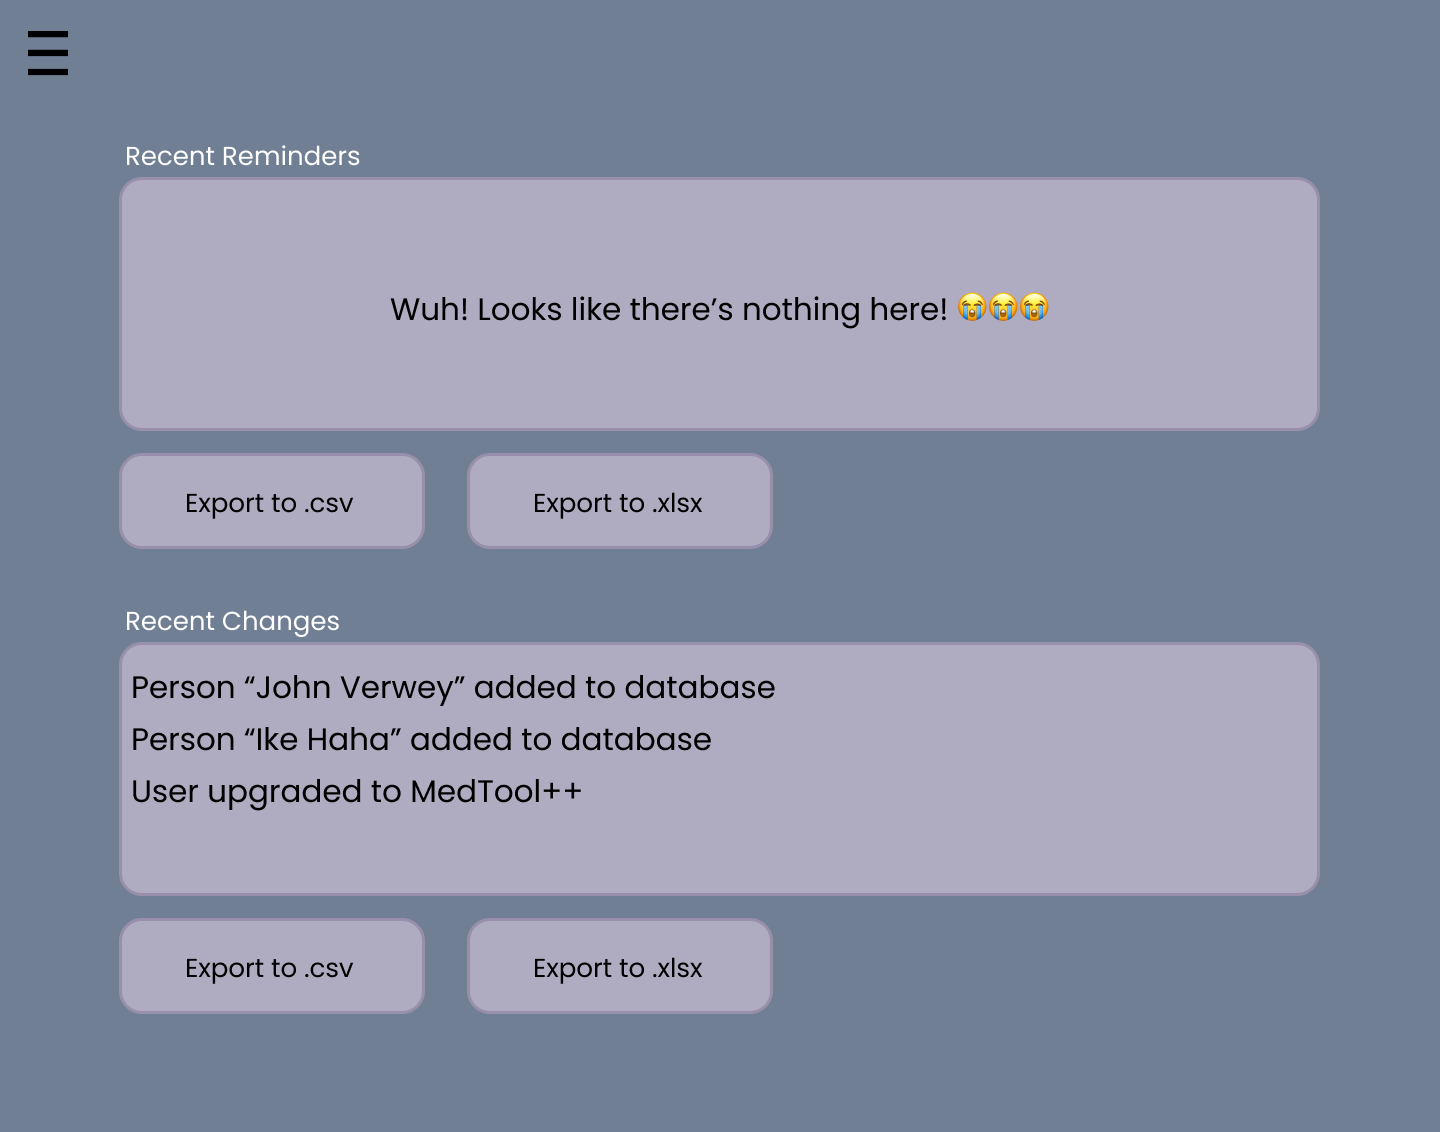 Recent Reminders
Wuh! Looks like there’s nothing here! 😭😭😭
Export to .csv
Export to .xlsx
Recent Changes
Person “John Verwey” added to database
Person “Ike Haha” added to database
User upgraded to MedTool++
Export to .csv
Export to .xlsx